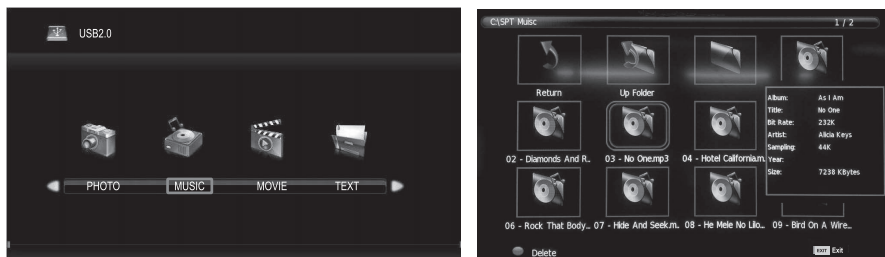 USB2.0
PHOTO MUSIC MOVIE TEXT
C:\SPT Muisc 1 / 2
Return Up Folder
Album: As I Am
Title: No One
Bit Rate: 232K
Artist: Alicia Keys
Sampling: 44K
Year:
Size: 7238 KBytes
02 - Diamonds And R.. 03 - No One.mp3 04 - Hotel California.m.
06 - Rock That Body... 07 - Hide And Seek.m.. 08 - He Mele No Lilo... 09 - Bird On A Wire...
Delete EXIT Exit